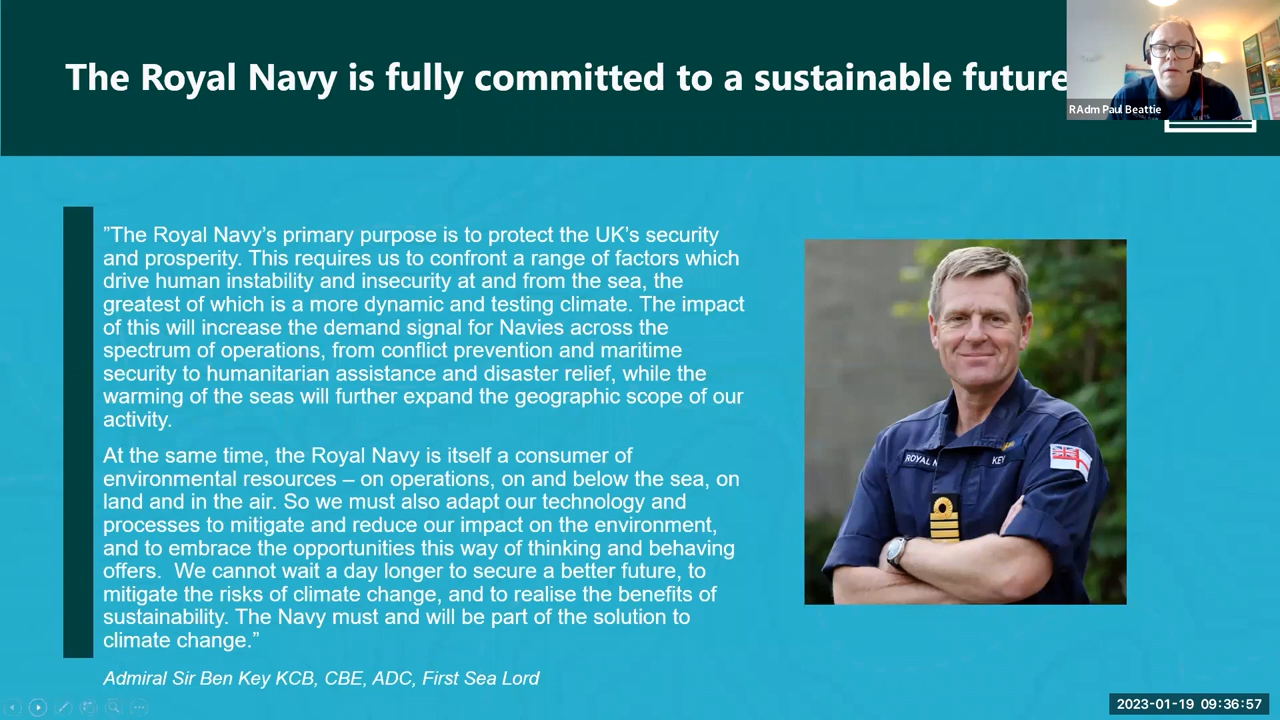 The Royal Navy is fully committed to a sustainable future
RAdm Paul Beattie
"The Royal Navy's primary purpose is to protect the UK's security
and prosperity. This requires us to confront a range of factors which
drive human instability and insecurity at and from the sea, the
greatest of which is a more dynamic and testing climate. The impact
of this will increase the demand signal for Navies across the
spectrum of operations, from conflict prevention and maritime
security to humanitarian assistance and disaster relief, while the
warming of the seas will further expand the geographic scope of our
activity.
At the same time, the Royal Navy is itself a consumer of
environmental resources – on operations, on and below the sea, on
land and in the air. So we must also adapt our technology and
processes to mitigate and reduce our impact on the environment,
and to embrace the opportunities this way of thinking and behaving
offers.  We cannot wait a day longer to secure a better future, to
mitigate the risks of climate change, and to realise the benefits of
sustainability. The Navy must and will be part of the solution to
climate change."
Admiral Sir Ben Key KCB, CBE, ADC, First Sea Lord
ROYAL N
KEY
2023-01-19 09:36:57